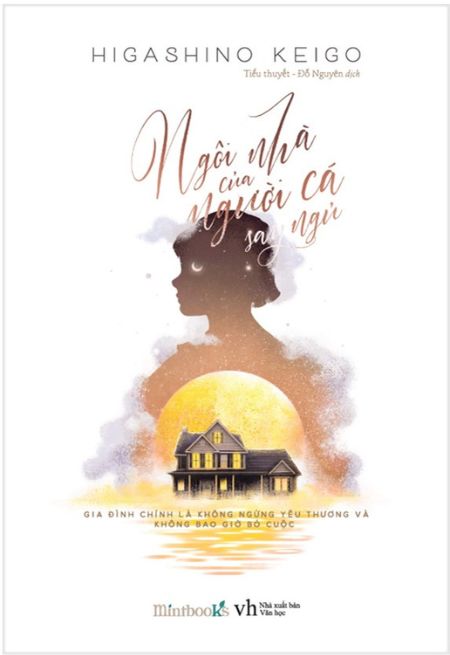 HIGASHINO KEIGO
Tiểu thuyết - Đỗ Nguyên dịch
Ngôi nhà
của
người cá
say ngủ
GIA ĐÌNH CHÍNH LÀ KHÔNG NGỪNG YÊU THƯƠNG VÀ
KHÔNG BAO GIỜ BỎ CUỘC
mintbooks
vh Nhà xuất bản
Văn học